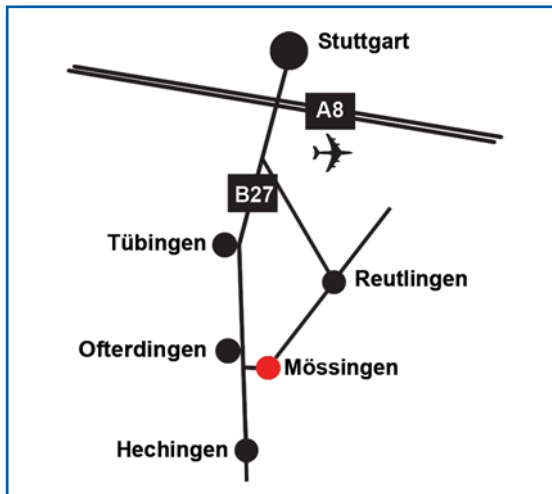 Stuttgart
A8
B27
Tübingen
Reutlingen
Ofterdingen
Mössingen
Hechingen